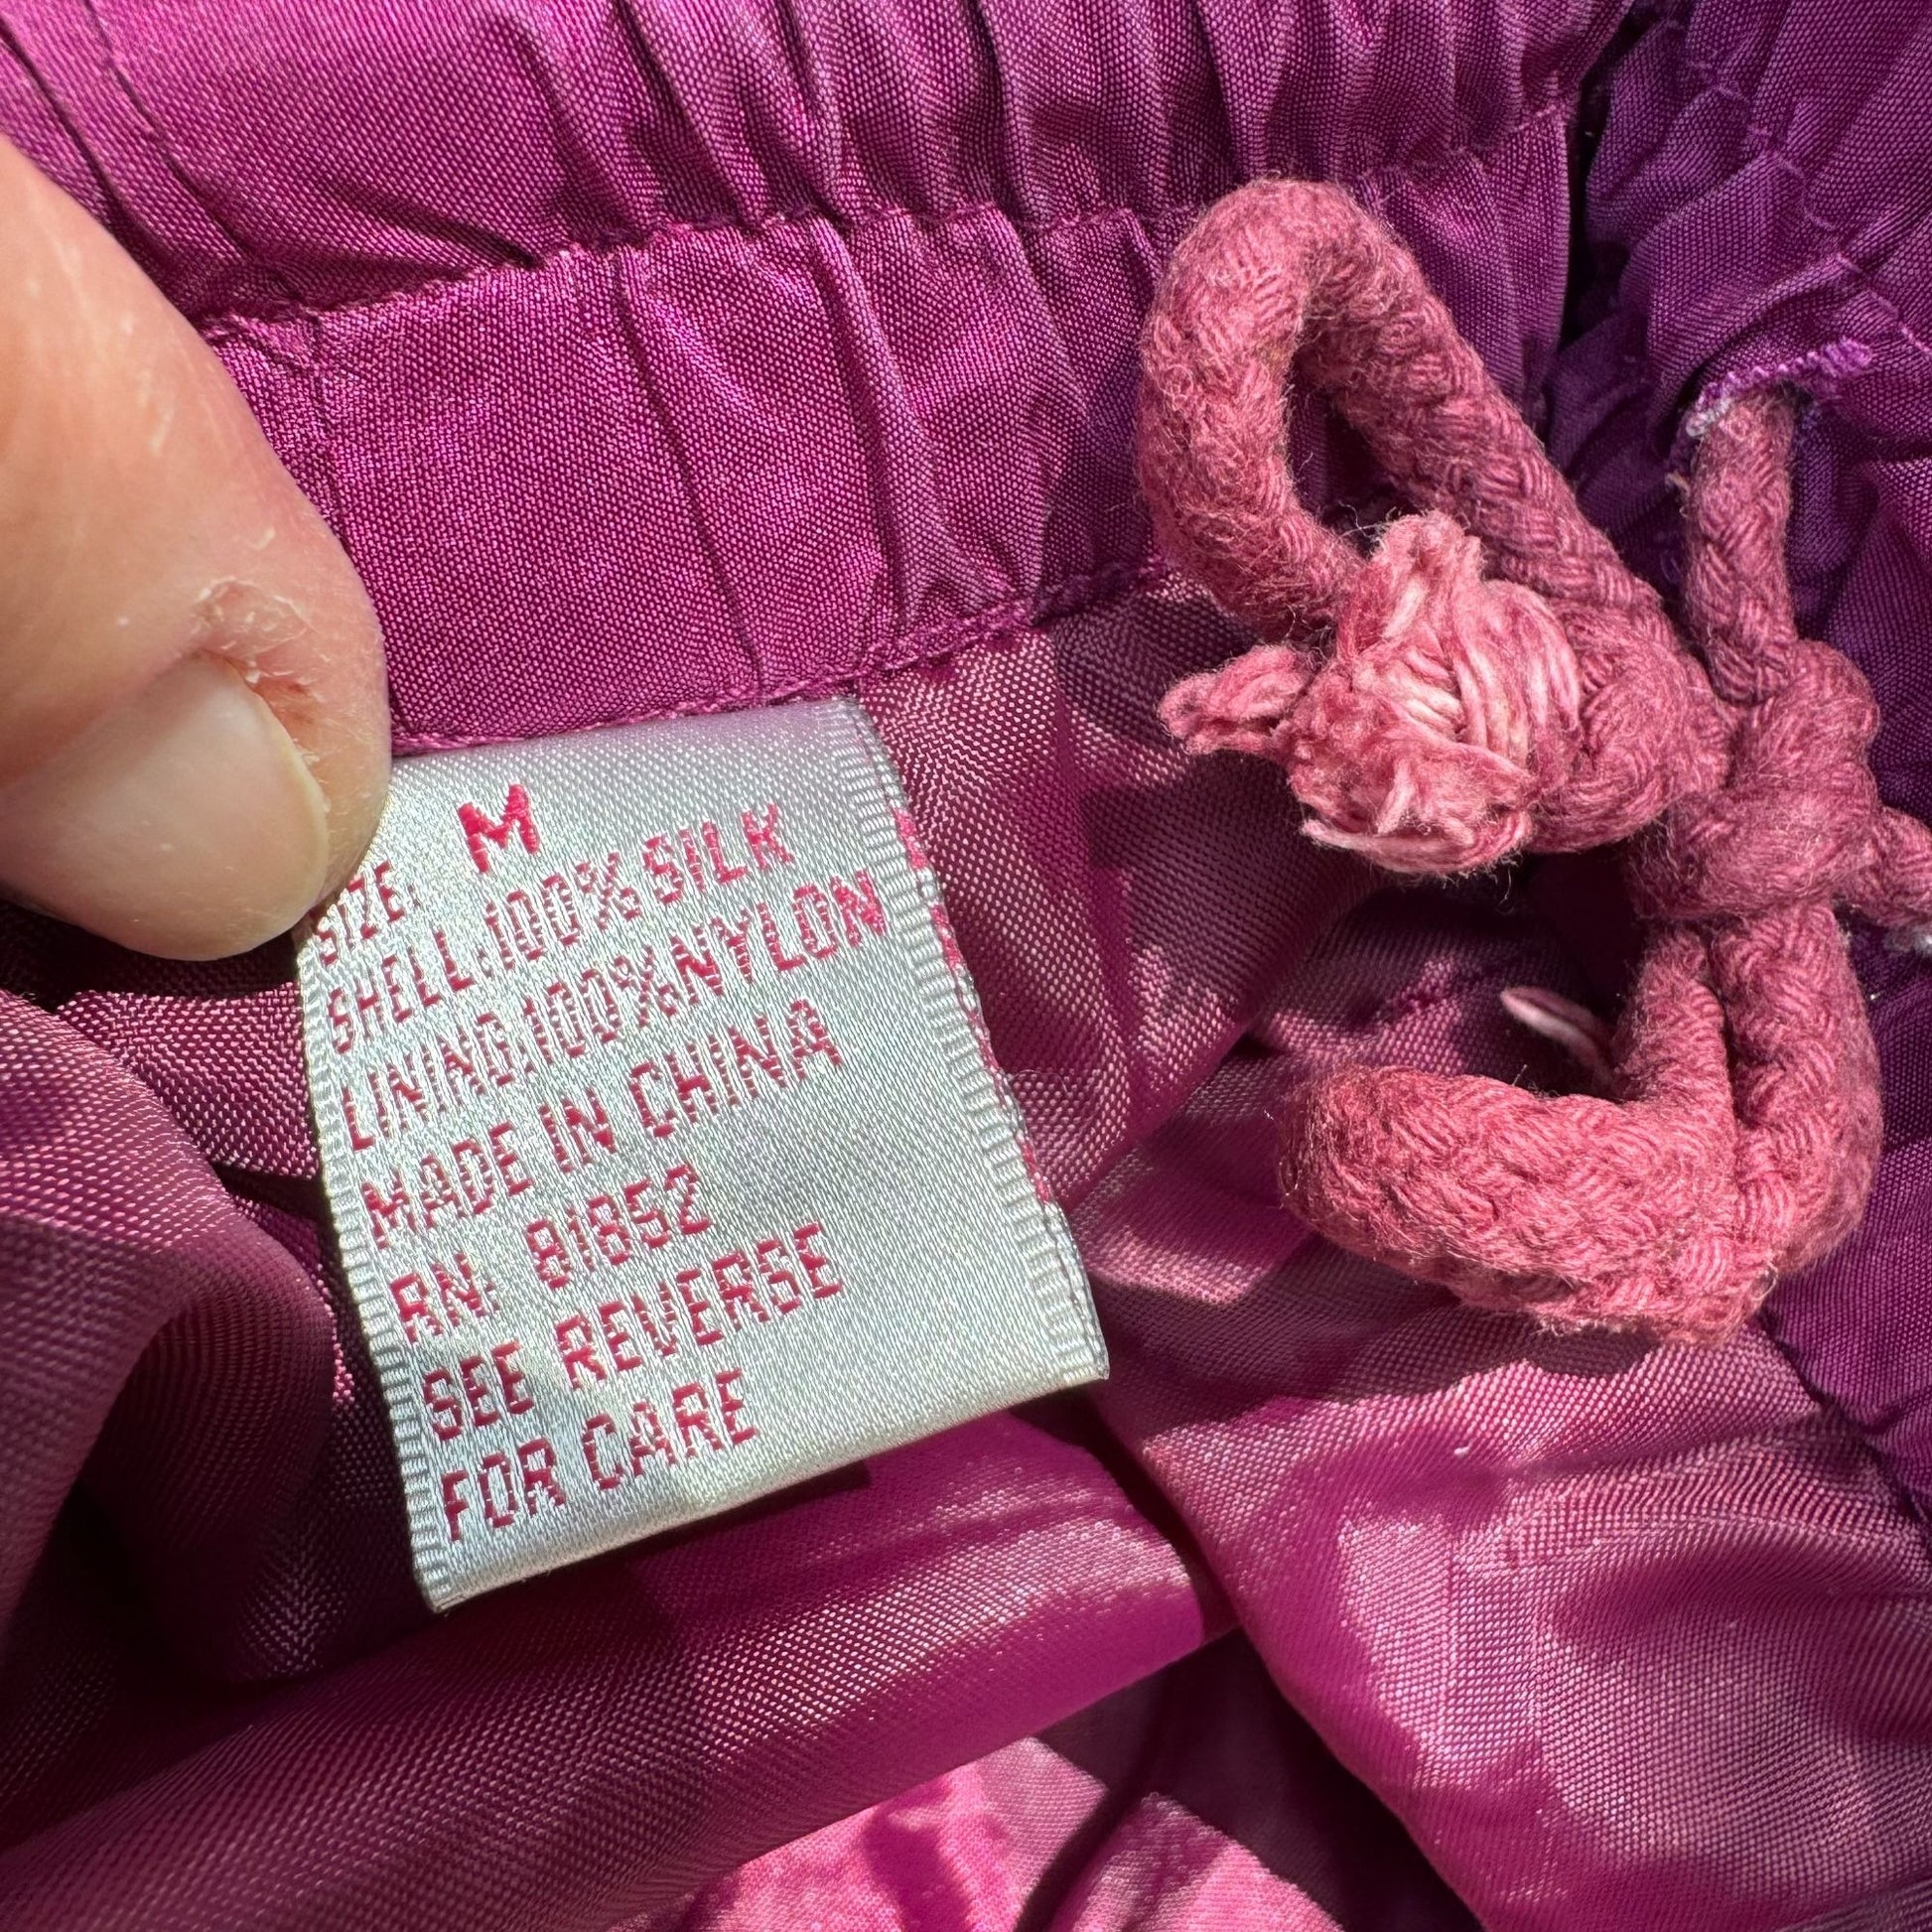 SIZE: M
SHELL:100%SILK
LINING:100%NYLON
MADE IN CHINA
RN: 81852
SEE REVERSE
FOR CARE